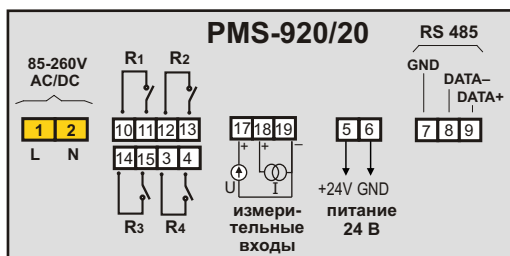 PMS-920/20
85-260V
AC/DC
1 2
L N
R1 R2
10 11 12 13
14 15 3 4
R3 R4
17 18 19
+ + –
U I
измери-
тельные
входы
5 6
+24V GND
питание
24 В
RS 485
GND
DATA–
DATA+
7 8 9